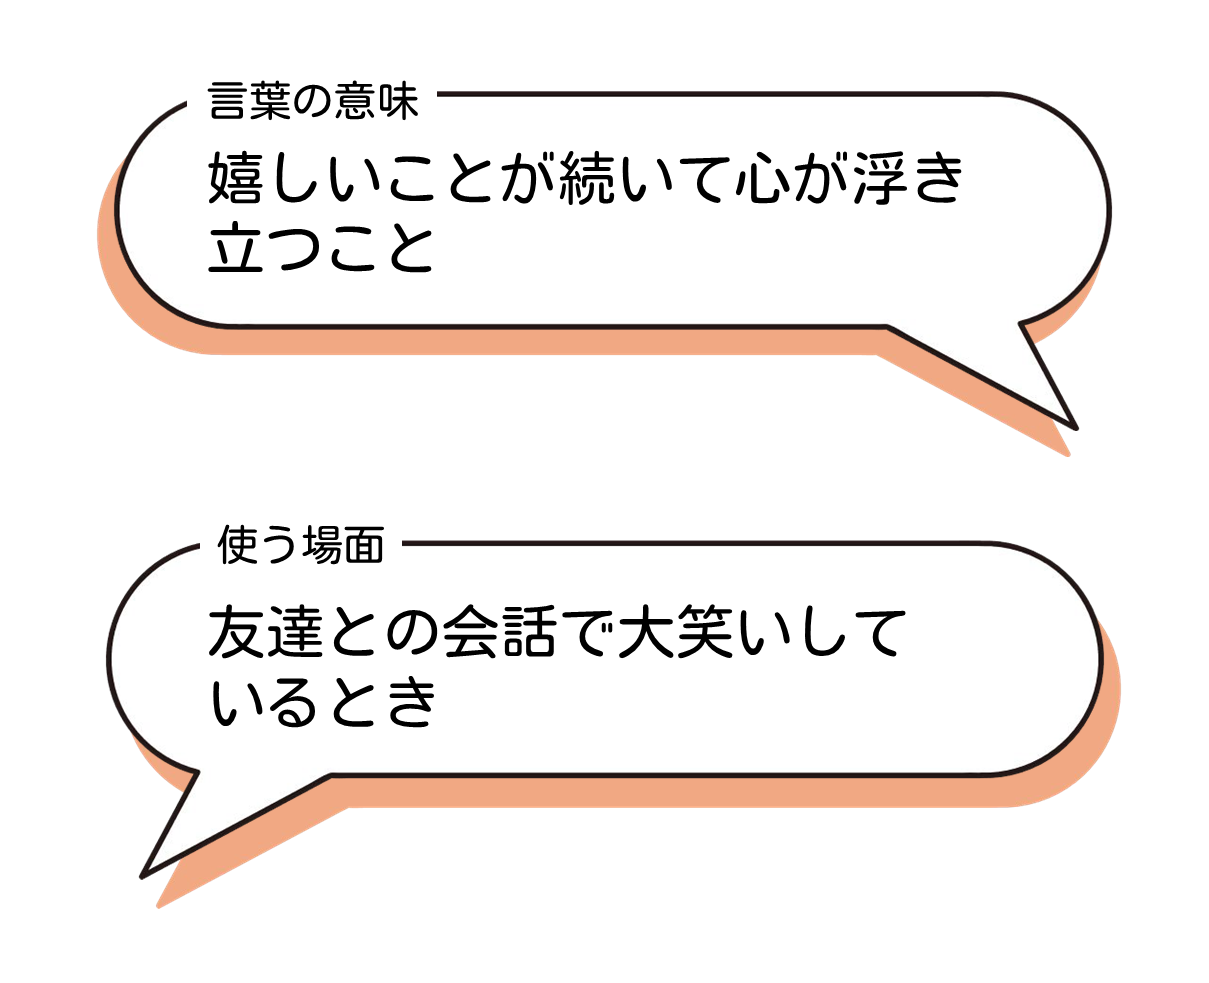 言葉の意味
嬉しいことが続いて心が浮き
立つこと
使う場面
友達との会話で大笑いして
いるとき